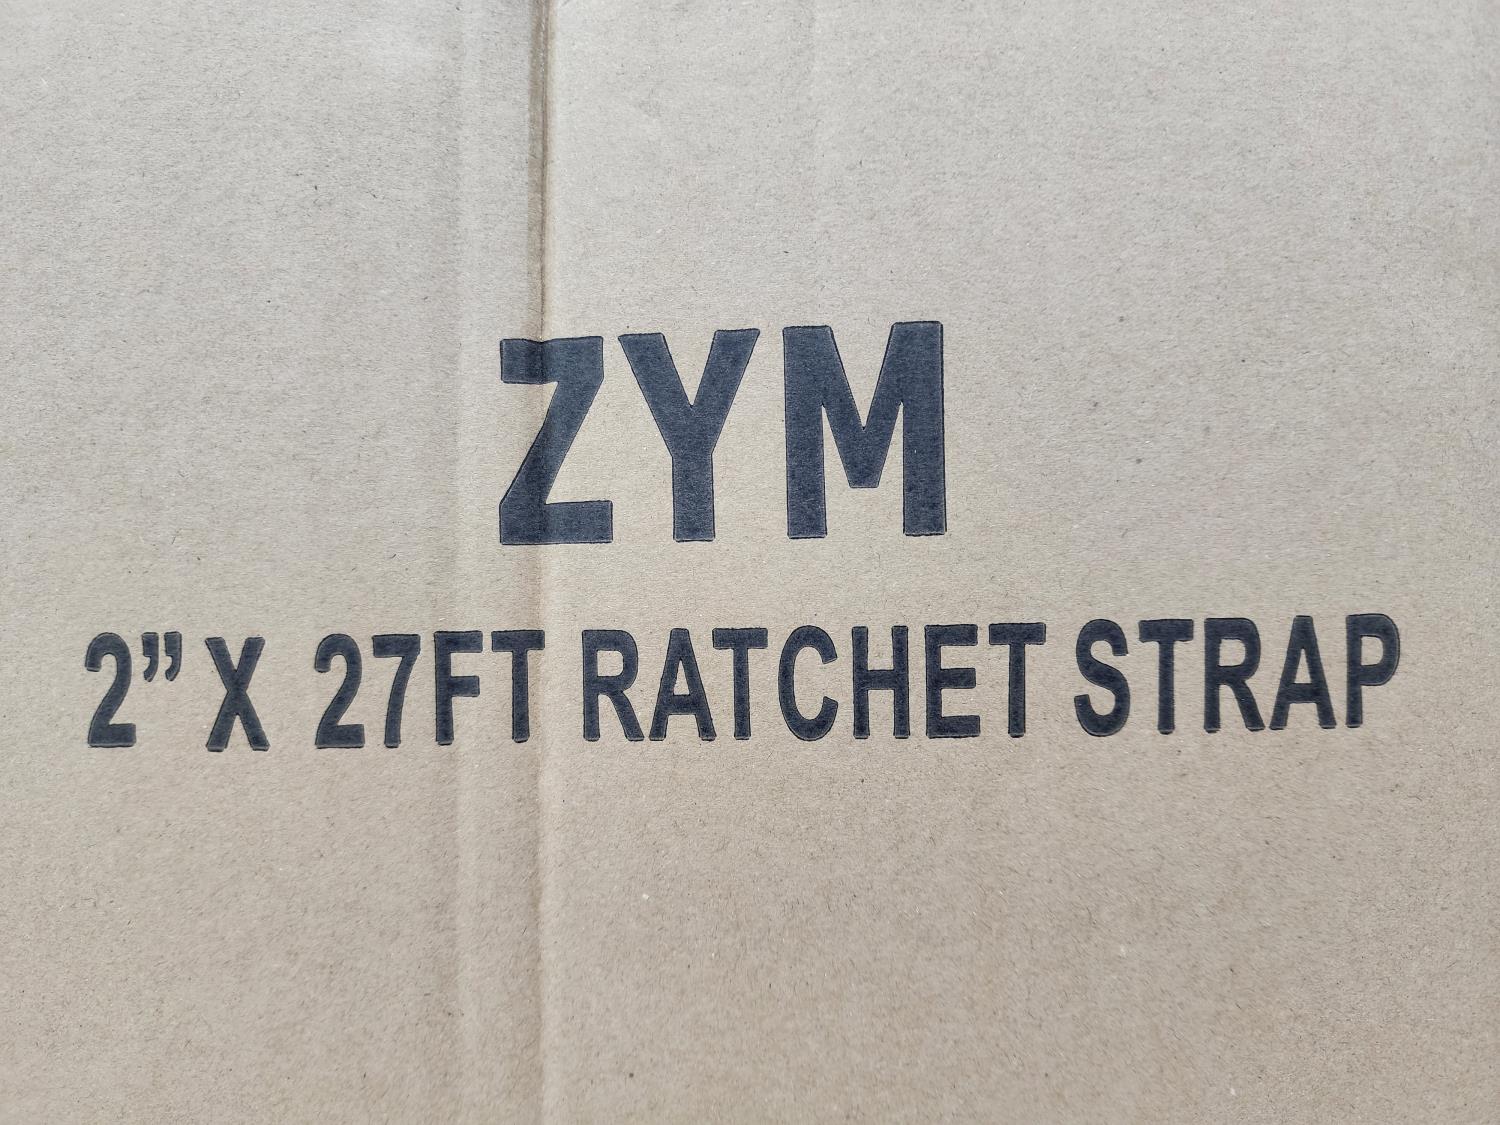 ZYM
2” X 27FT RATCHET STRAP